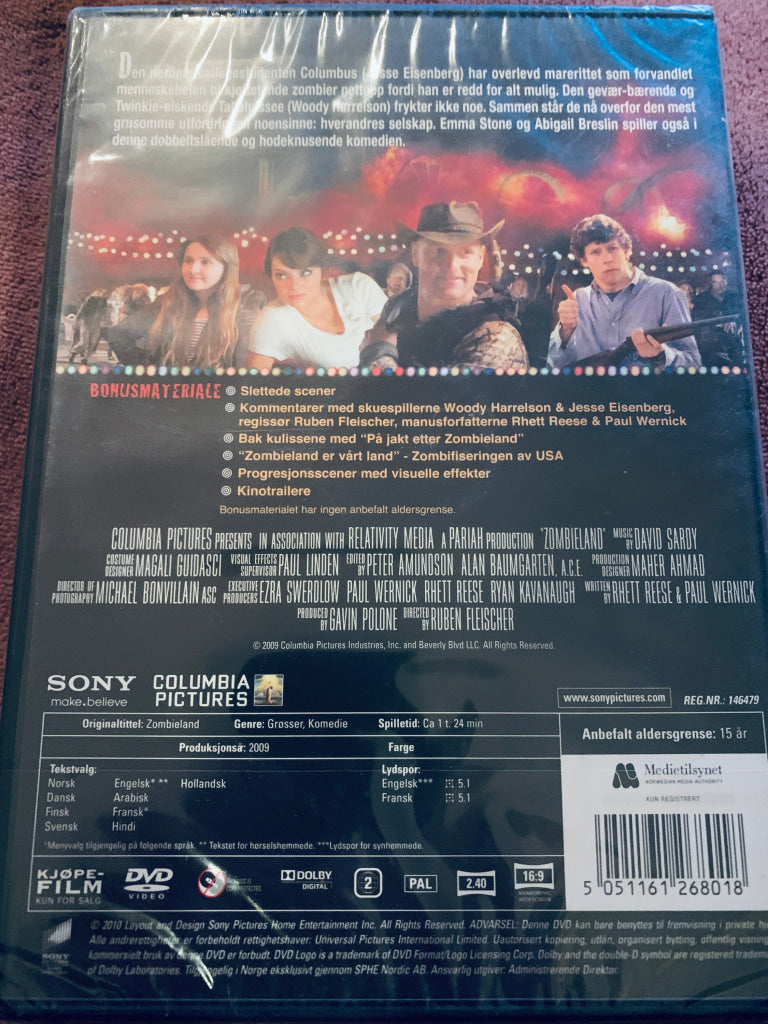 Den nerdete collegestudenten Columbus (Jesse Eisenberg) har overlevd marerittet som forvandlet
menneskeheten til kjøttetende zombier nettopp fordi han er redd for alt mulig. Den gevær-bærende og
Twinkie-elskende Tallahassee (Woody Harrelson) frykter ikke noe. Sammen står de nå overfor den mest
grusomme utfordringen noensinne: hverandres selskap. Emma Stone og Abigail Breslin spiller også i
denne dobbeltslående og hodeknusende komedien.
BONUSMATERIALE
Slettede scener
Kommentarer med skuespillerne Woody Harrelson & Jesse Eisenberg,
regissør Ruben Fleischer, manusforfatterne Rhett Reese & Paul Wernick
Bak kulissene med "På jakt etter Zombieland"
"Zombieland er vårt land" - Zombifiseringen av USA
Progresjonsscener med visuelle effekter
Kinotrailere
Bonusmaterialet har ingen anbefalt aldersgrense.
COLUMBIA PICTURES PRESENTS IN ASSOCIATION WITH RELATIVITY MEDIA A PARIAH PRODUCTION "ZOMBIELAND" MUSIC BY DAVID SARDY
COSTUME DESIGNER MAGALI GUIDASCI VISUAL EFFECTS SUPERVISOR PAUL LINDEN EDITED BY PETER AMUNDSON ALAN BAUMGARTEN, A.C.E. PRODUCTION DESIGNER MAHER AHMAD
DIRECTOR OF PHOTOGRAPHY MICHAEL BONVILLAIN ASC EXECUTIVE PRODUCERS EZRA SWERDLOW PAUL WERNICK RHETT REESE RYAN KAVANAUGH WRITTEN BY RHETT REESE & PAUL WERNICK
PRODUCED BY GAVIN POLONE DIRECTED BY RUBEN FLEISCHER
© 2009 Columbia Pictures Industries, Inc. and Beverly Blvd LLC. All Rights Reserved.
SONY
make.believe
COLUMBIA
PICTURES
www.sonypictures.com
REG.NR.: 146479
Originaltittel: Zombieland Genre: Grøsser, Komedie Spilletid: Ca 1 t. 24 min
Produksjonså: 2009 Farge
Anbefalt aldersgrense: 15 år
Tekstvalg:
Norsk Engelsk* ** Hollandsk
Dansk Arabisk
Finsk Fransk*
Svensk Hindi
Lydspor:
Engelsk*** 5.1
Fransk 5.1
*Menyvalg tilgjengelig på følgende språk. ** Tekstet for hørselshemmede. ***Lydspor for synhemmede.
Medietilsynet
NORWEGIAN MEDIA AUTHORITY
KUN REGISTRERT
5 051161 268018
KJØPE-
FILM
KUN FOR SALG
DVD
VIDEO
DOLBY
DIGITAL
2
PAL
2.40
16:9
ANAMORPHIC
WIDESCREEN
SONY
© 2010 Layout and Design Sony Pictures Home Entertainment Inc. All Rights Reserved. ADVARSEL: Denne DVD kan bare benyttes til fremvisning i private
Alle andrerettigheter er forbeholdt rettighetshaver: Universal Pictures International Limited. Uautorisert kopiering, utlån, organisert bytting, offentlig visning
kommersielt bruk av denne DVD er forbudt. DVD Logo is a trademark of DVD Format/Logo Licensing Corp. Dolby and the double-D symbol are registered
of Dolby Laboratories. Tilgjengelig i Norge eksklusivt gjennom SPHE Nordic AB. Ansvarlig utgiver: Administrerende Direktør.